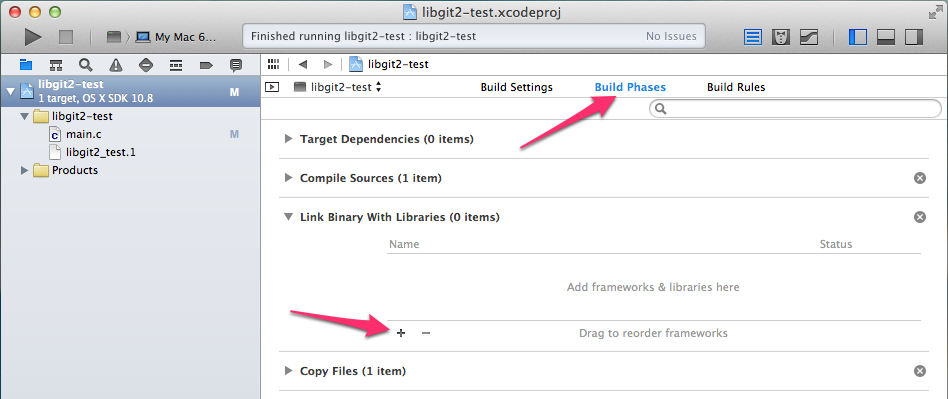 libgit2-test.xcodeproj
My Mac 6...
Finished running libgit2-test : libgit2-test
No Issues
libgit2-test
1 target, OS X SDK 10.8
M
libgit2-test
main.c
M
libgit2_test.1
Products
libgit2-test
libgit2-test
Build Settings
Build Phases
Build Rules
Target Dependencies (0 items)
Compile Sources (1 item)
Link Binary With Libraries (0 items)
Name
Status
Add frameworks & libraries here
+ − Drag to reorder frameworks
Copy Files (1 item)